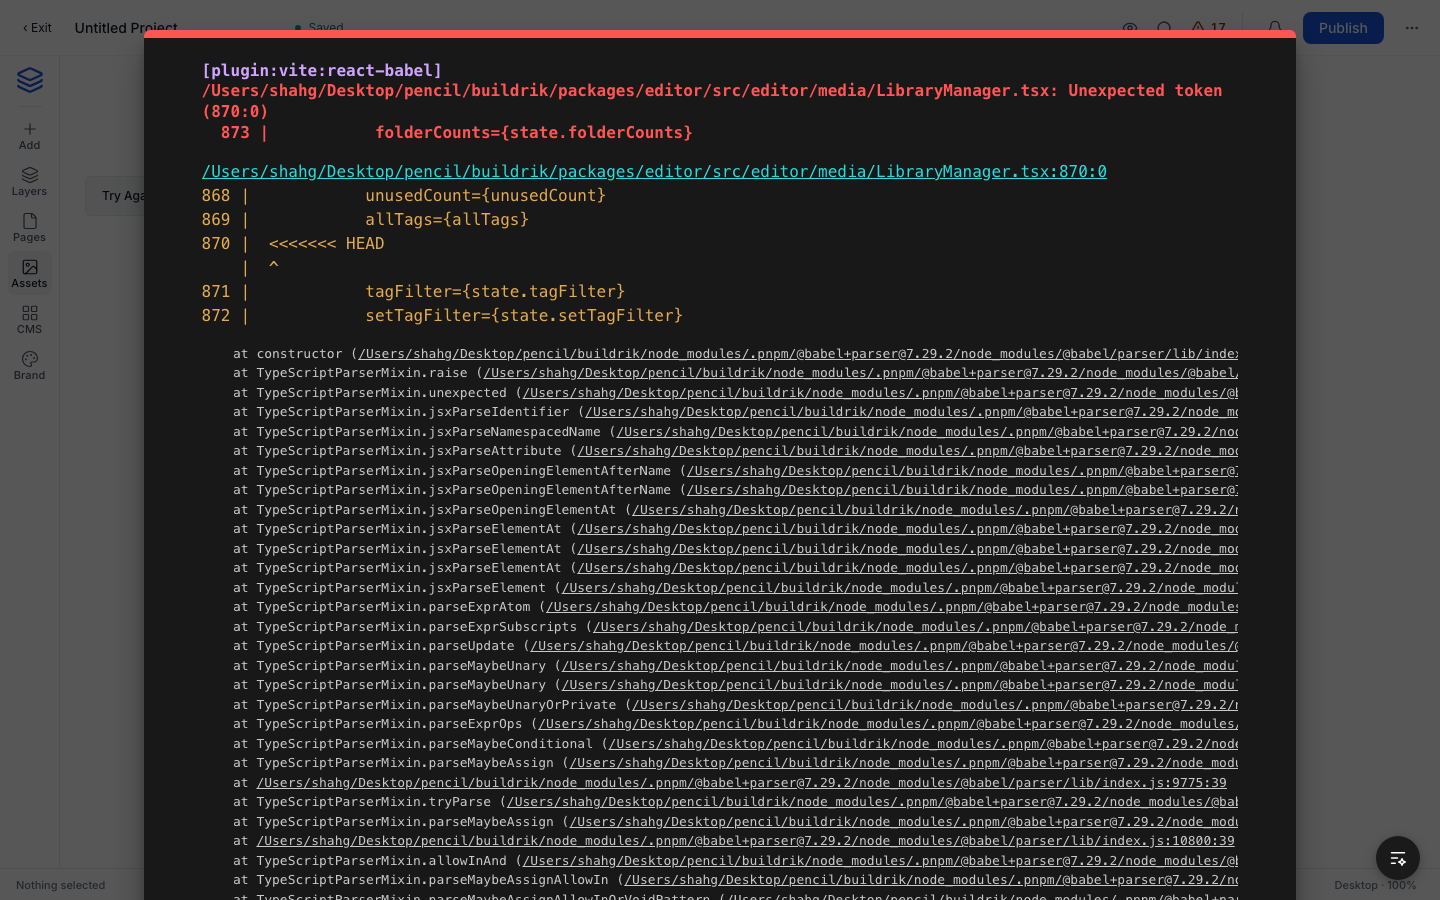 ‹ Exit
Untitled Project
Saved
17
Publish
Add
Layers
Pages
Assets
CMS
Brand
Try Aga
[plugin:vite:react-babel]
/Users/shahg/Desktop/pencil/buildrik/packages/editor/src/editor/media/LibraryManager.tsx: Unexpected token
(870:0)
873 |           folderCounts={state.folderCounts}
/Users/shahg/Desktop/pencil/buildrik/packages/editor/src/editor/media/LibraryManager.tsx:870:0
868 |            unusedCount={unusedCount}
869 |            allTags={allTags}
870 |  <<<<<<< HEAD
    |  ^
871 |            tagFilter={state.tagFilter}
872 |            setTagFilter={state.setTagFilter}
at constructor (/Users/shahg/Desktop/pencil/buildrik/node_modules/.pnpm/@babel+parser@7.29.2/node_modules/@babel/parser/lib/index
at TypeScriptParserMixin.raise (/Users/shahg/Desktop/pencil/buildrik/node_modules/.pnpm/@babel+parser@7.29.2/node_modules/@babel/
at TypeScriptParserMixin.unexpected (/Users/shahg/Desktop/pencil/buildrik/node_modules/.pnpm/@babel+parser@7.29.2/node_modules/@b
at TypeScriptParserMixin.jsxParseIdentifier (/Users/shahg/Desktop/pencil/buildrik/node_modules/.pnpm/@babel+parser@7.29.2/node_mo
at TypeScriptParserMixin.jsxParseNamespacedName (/Users/shahg/Desktop/pencil/buildrik/node_modules/.pnpm/@babel+parser@7.29.2/nod
at TypeScriptParserMixin.jsxParseAttribute (/Users/shahg/Desktop/pencil/buildrik/node_modules/.pnpm/@babel+parser@7.29.2/node_mod
at TypeScriptParserMixin.jsxParseOpeningElementAfterName (/Users/shahg/Desktop/pencil/buildrik/node_modules/.pnpm/@babel+parser@7
at TypeScriptParserMixin.jsxParseOpeningElementAfterName (/Users/shahg/Desktop/pencil/buildrik/node_modules/.pnpm/@babel+parser@7
at TypeScriptParserMixin.jsxParseOpeningElementAt (/Users/shahg/Desktop/pencil/buildrik/node_modules/.pnpm/@babel+parser@7.29.2/n
at TypeScriptParserMixin.jsxParseElementAt (/Users/shahg/Desktop/pencil/buildrik/node_modules/.pnpm/@babel+parser@7.29.2/node_mod
at TypeScriptParserMixin.jsxParseElementAt (/Users/shahg/Desktop/pencil/buildrik/node_modules/.pnpm/@babel+parser@7.29.2/node_mod
at TypeScriptParserMixin.jsxParseElementAt (/Users/shahg/Desktop/pencil/buildrik/node_modules/.pnpm/@babel+parser@7.29.2/node_mod
at TypeScriptParserMixin.jsxParseElement (/Users/shahg/Desktop/pencil/buildrik/node_modules/.pnpm/@babel+parser@7.29.2/node_modul
at TypeScriptParserMixin.parseExprAtom (/Users/shahg/Desktop/pencil/buildrik/node_modules/.pnpm/@babel+parser@7.29.2/node_modules
at TypeScriptParserMixin.parseExprSubscripts (/Users/shahg/Desktop/pencil/buildrik/node_modules/.pnpm/@babel+parser@7.29.2/node_m
at TypeScriptParserMixin.parseUpdate (/Users/shahg/Desktop/pencil/buildrik/node_modules/.pnpm/@babel+parser@7.29.2/node_modules/@
at TypeScriptParserMixin.parseMaybeUnary (/Users/shahg/Desktop/pencil/buildrik/node_modules/.pnpm/@babel+parser@7.29.2/node_modul
at TypeScriptParserMixin.parseMaybeUnary (/Users/shahg/Desktop/pencil/buildrik/node_modules/.pnpm/@babel+parser@7.29.2/node_modul
at TypeScriptParserMixin.parseMaybeUnaryOrPrivate (/Users/shahg/Desktop/pencil/buildrik/node_modules/.pnpm/@babel+parser@7.29.2/n
at TypeScriptParserMixin.parseExprOps (/Users/shahg/Desktop/pencil/buildrik/node_modules/.pnpm/@babel+parser@7.29.2/node_modules/
at TypeScriptParserMixin.parseMaybeConditional (/Users/shahg/Desktop/pencil/buildrik/node_modules/.pnpm/@babel+parser@7.29.2/node
at TypeScriptParserMixin.parseMaybeAssign (/Users/shahg/Desktop/pencil/buildrik/node_modules/.pnpm/@babel+parser@7.29.2/node_modu
at /Users/shahg/Desktop/pencil/buildrik/node_modules/.pnpm/@babel+parser@7.29.2/node_modules/@babel/parser/lib/index.js:9775:39
at TypeScriptParserMixin.tryParse (/Users/shahg/Desktop/pencil/buildrik/node_modules/.pnpm/@babel+parser@7.29.2/node_modules/@bab
at TypeScriptParserMixin.parseMaybeAssign (/Users/shahg/Desktop/pencil/buildrik/node_modules/.pnpm/@babel+parser@7.29.2/node_modu
at /Users/shahg/Desktop/pencil/buildrik/node_modules/.pnpm/@babel+parser@7.29.2/node_modules/@babel/parser/lib/index.js:10800:39
at TypeScriptParserMixin.allowInAnd (/Users/shahg/Desktop/pencil/buildrik/node_modules/.pnpm/@babel+parser@7.29.2/node_modules/@b
at TypeScriptParserMixin.parseMaybeAssignAllowIn (/Users/shahg/Desktop/pencil/buildrik/node_modules/.pnpm/@babel+parser@7.29.2/no
at TypeScriptParserMixin.parseMaybeAssignAllowInOrVoidPattern (/Users/shahg/Desktop/pencil/buildrik/node_modules/.pnpm/@babel+par
Nothing selected
Desktop · 100%